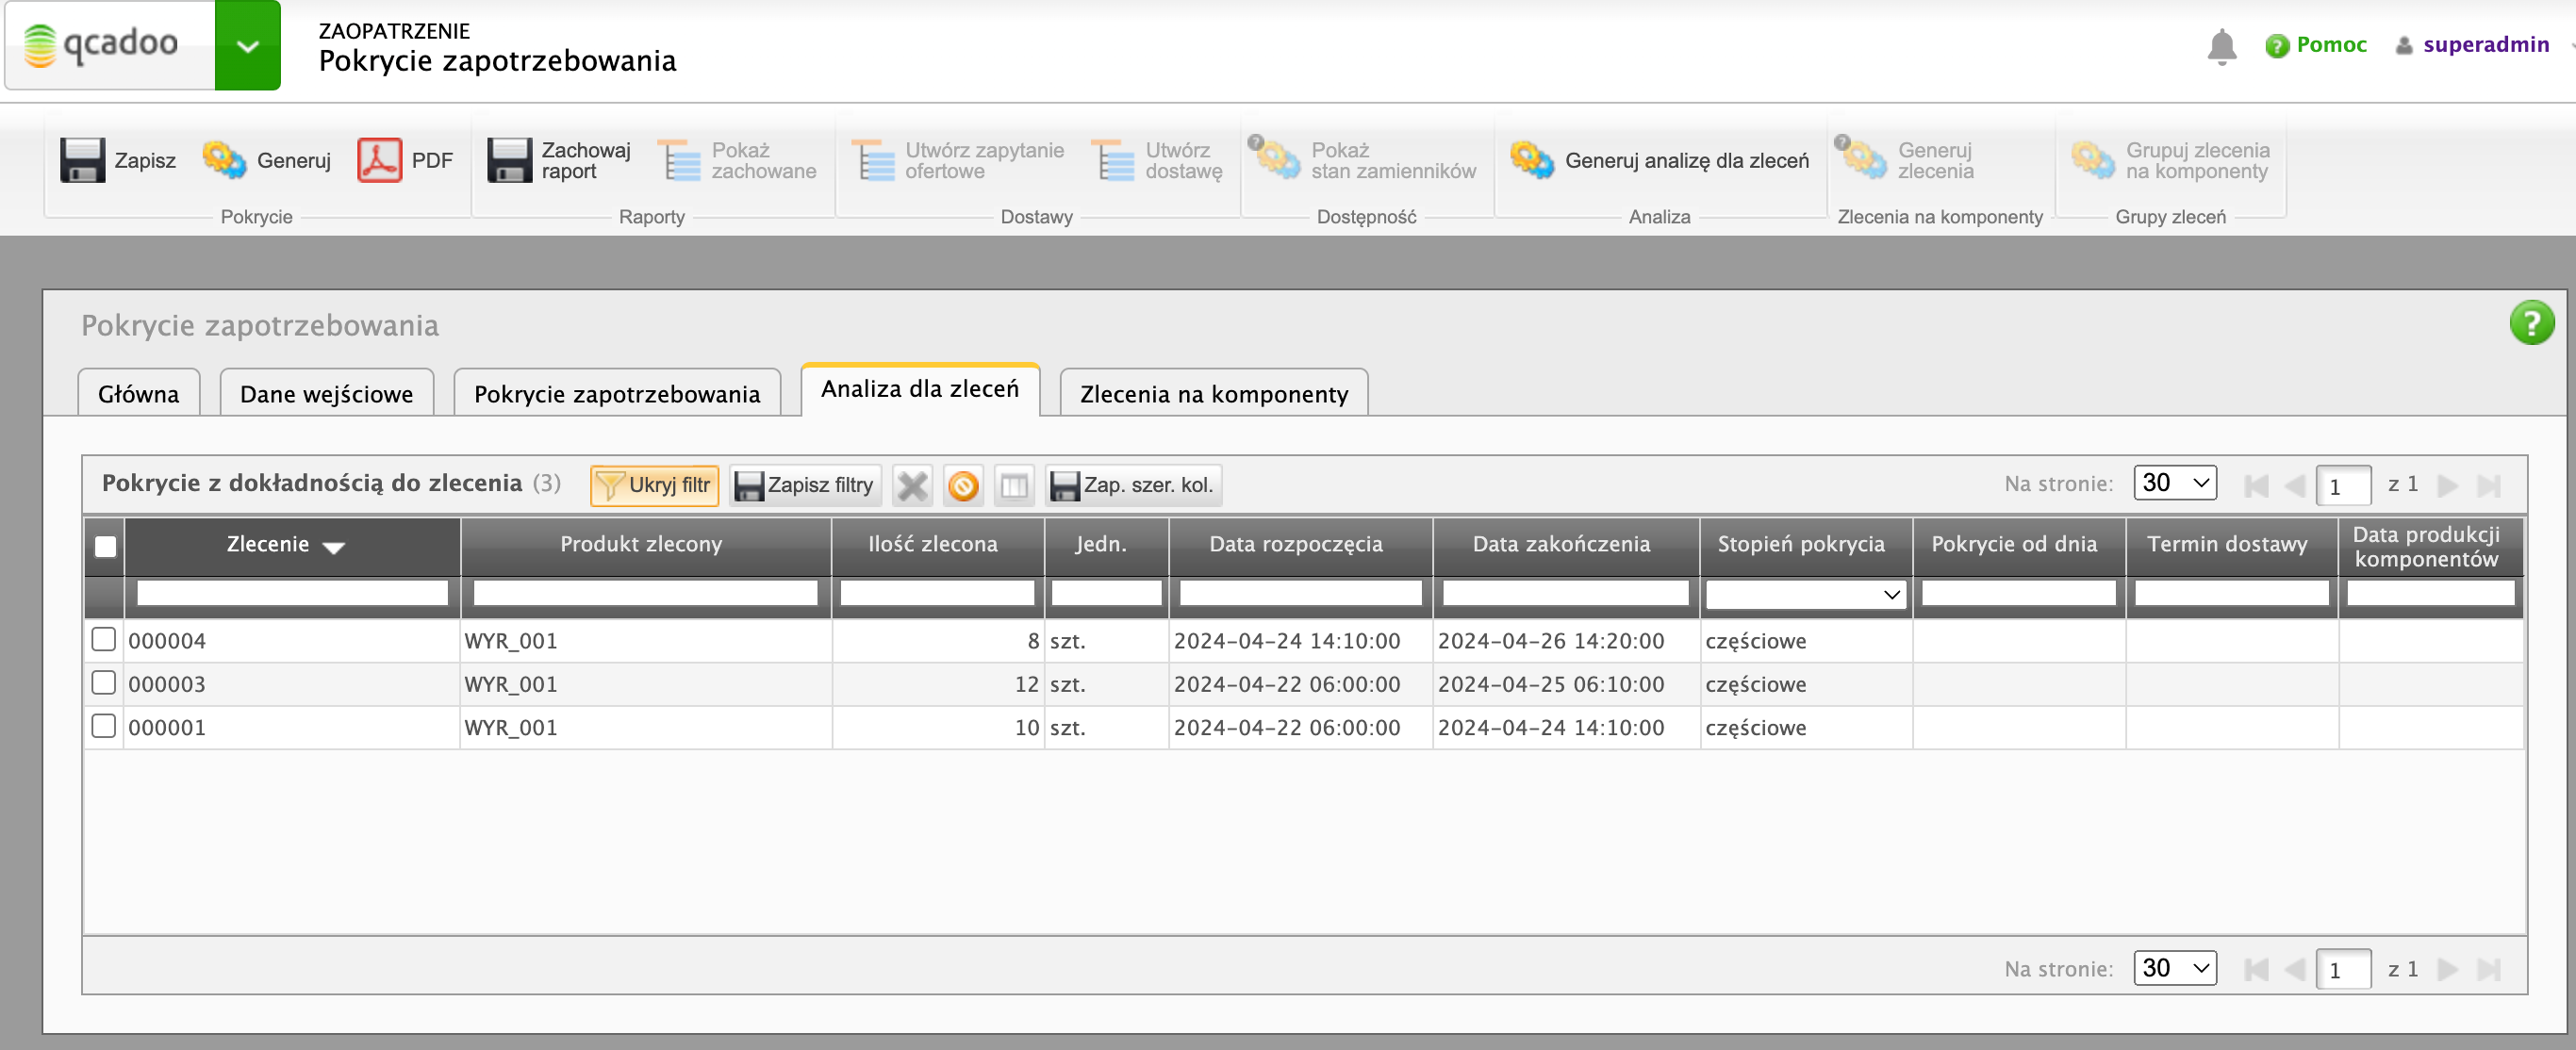 qcadoo
ZAOPATRZENIE
Pokrycie zapotrzebowania
Pomoc
superadmin
Zapisz
Generuj
PDF
Pokrycie
Zachowaj
raport
Pokaż
zachowane
Raporty
Utwórz zapytanie
ofertowe
Utwórz
dostawę
Dostawy
Pokaż
stan zamienników
Dostępność
Generuj analizę dla zleceń
Analiza
Generuj
zlecenia
Zlecenia na komponenty
Grupuj zlecenia
na komponenty
Grupy zleceń
Pokrycie zapotrzebowania
?
Główna
Dane wejściowe
Pokrycie zapotrzebowania
Analiza dla zleceń
Zlecenia na komponenty
Pokrycie z dokładnością do zlecenia (3)
Ukryj filtr
Zapisz filtry
Zap. szer. kol.
Na stronie: 30 1 z 1
Zlecenie Produkt zlecony Ilość zlecona Jedn. Data rozpoczęcia Data zakończenia Stopień pokrycia Pokrycie od dnia Termin dostawy Data produkcji
komponentów
000004 WYR_001 8 szt. 2024-04-24 14:10:00 2024-04-26 14:20:00 częściowe
000003 WYR_001 12 szt. 2024-04-22 06:00:00 2024-04-25 06:10:00 częściowe
000001 WYR_001 10 szt. 2024-04-22 06:00:00 2024-04-24 14:10:00 częściowe
Na stronie: 30 1 z 1